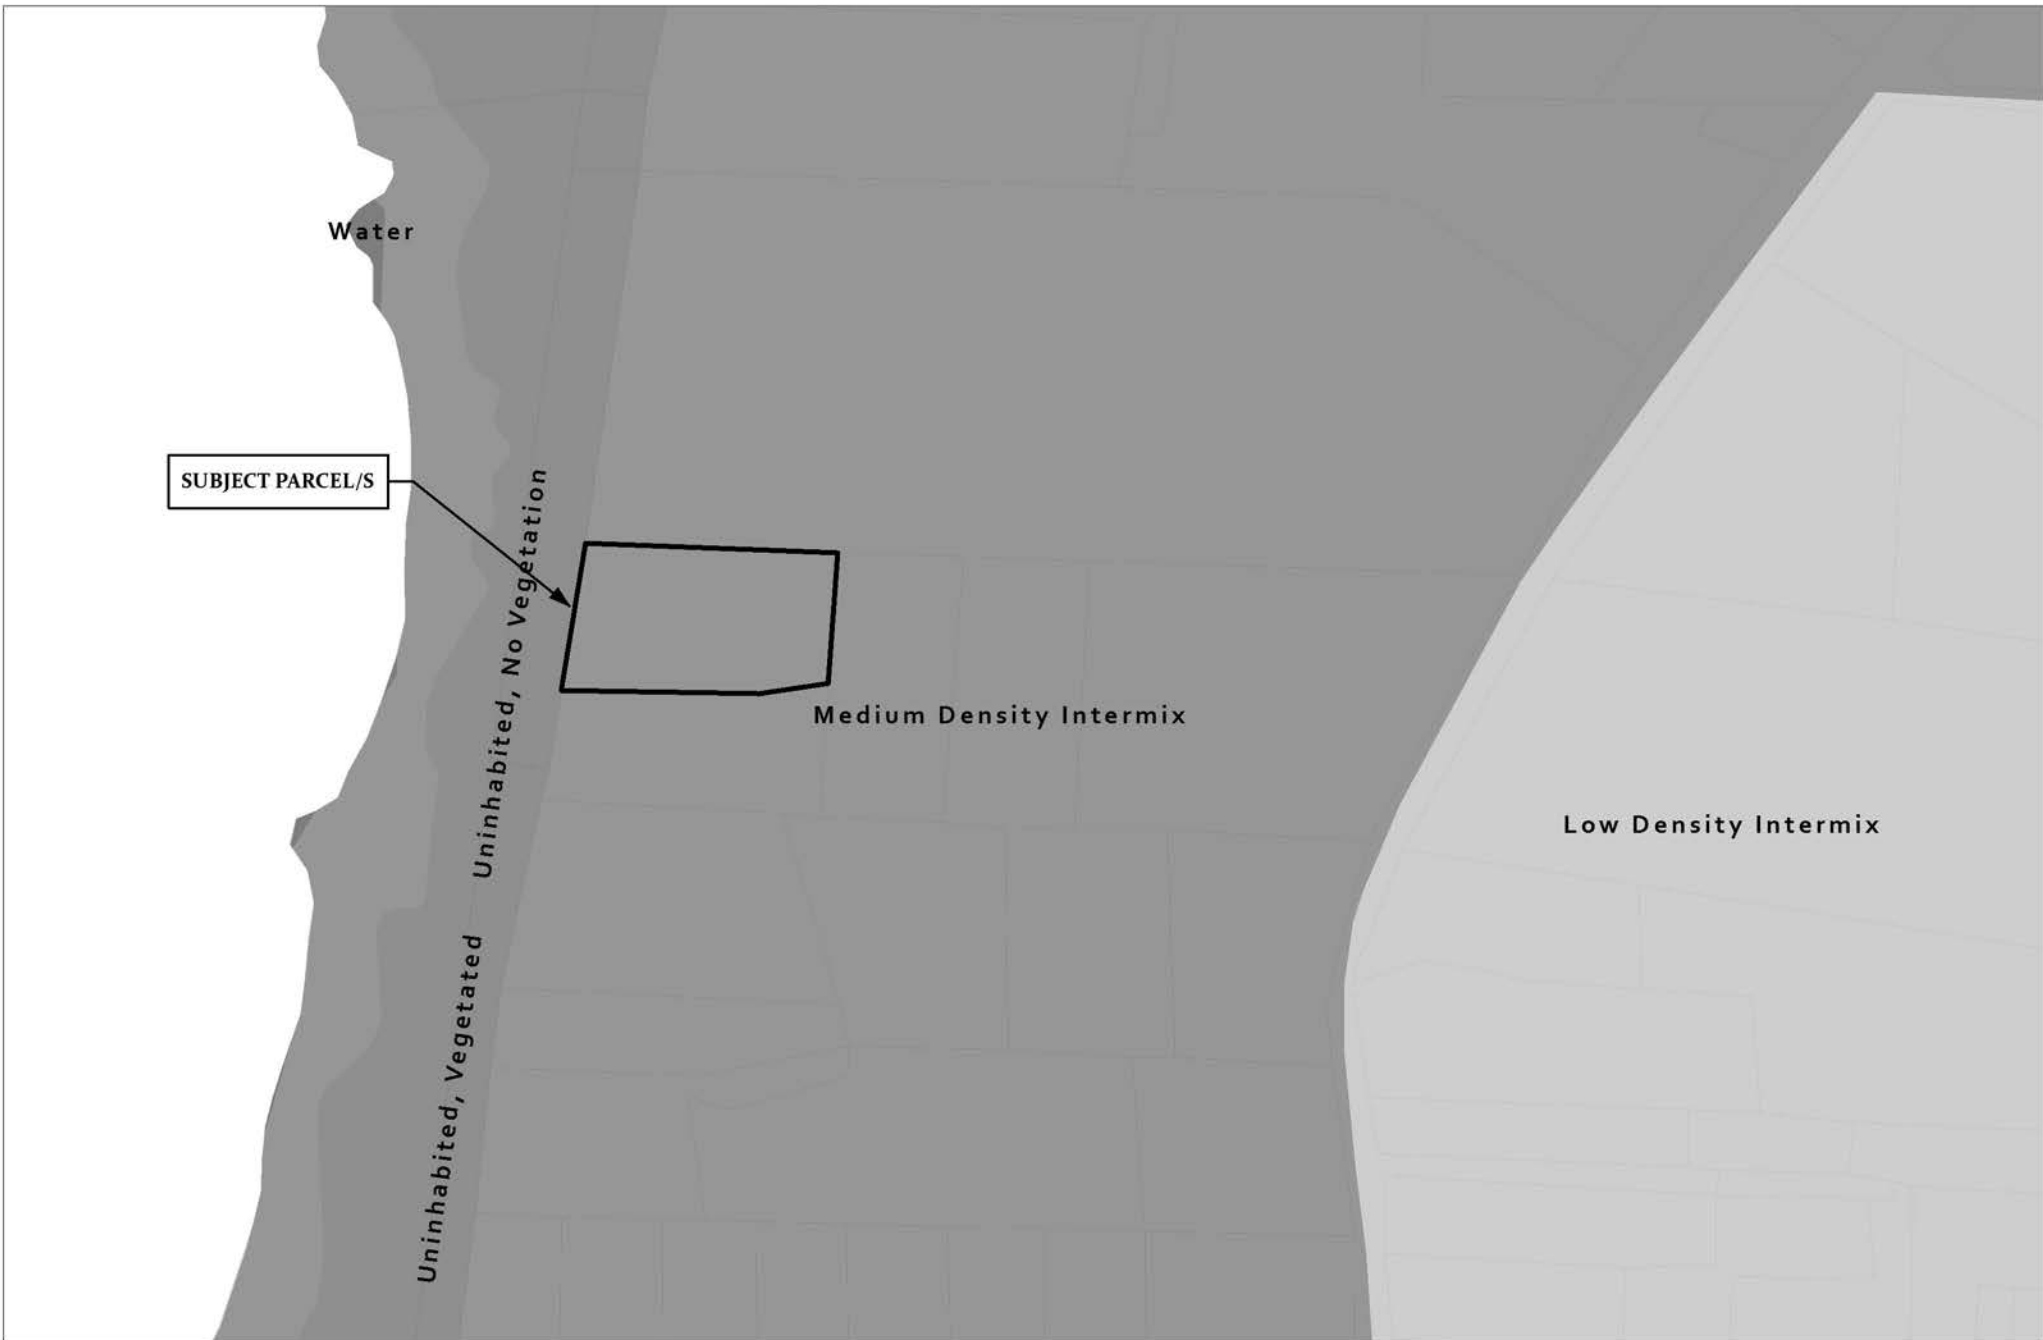 Water
SUBJECT PARCEL/S
Uninhabited, No Vegetation
Medium Density Intermix
Low Density Intermix
Uninhabited, Vegetated